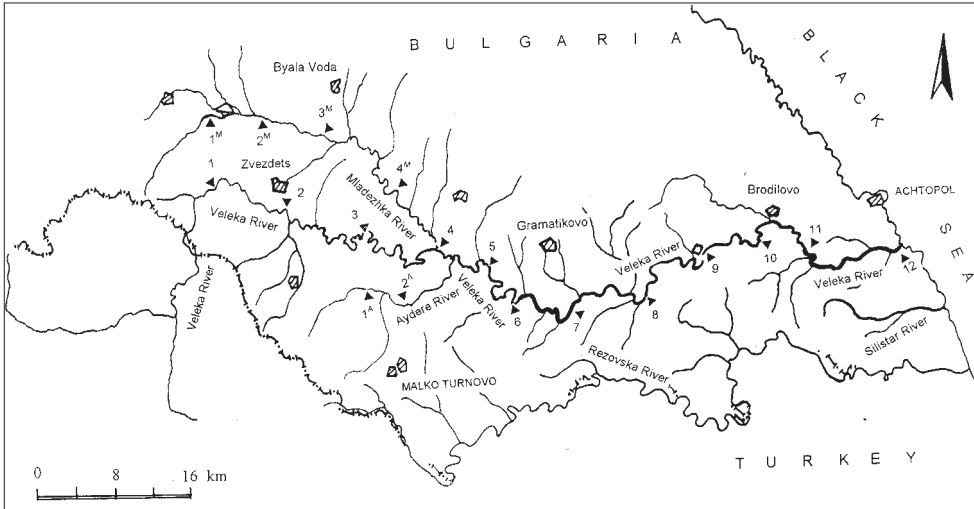 BULGARIA
BLACK SEA
Byala Voda
3ᴹ
1ᴹ
2ᴹ
4ᴹ
Zvezdets
1
2
Mladezhka River
Veleka River
3
4
Brodilovo
ACHTOPOL
Gramatikovo
5
Veleka River
9
10
11
12
Veleka River
Veleka River
2ᴬ
1ᴬ
Aydere River
Veleka River
6
7
8
Silistar River
Rezovska River
MALKO TURNOVO
TURKEY
0 8 16 km